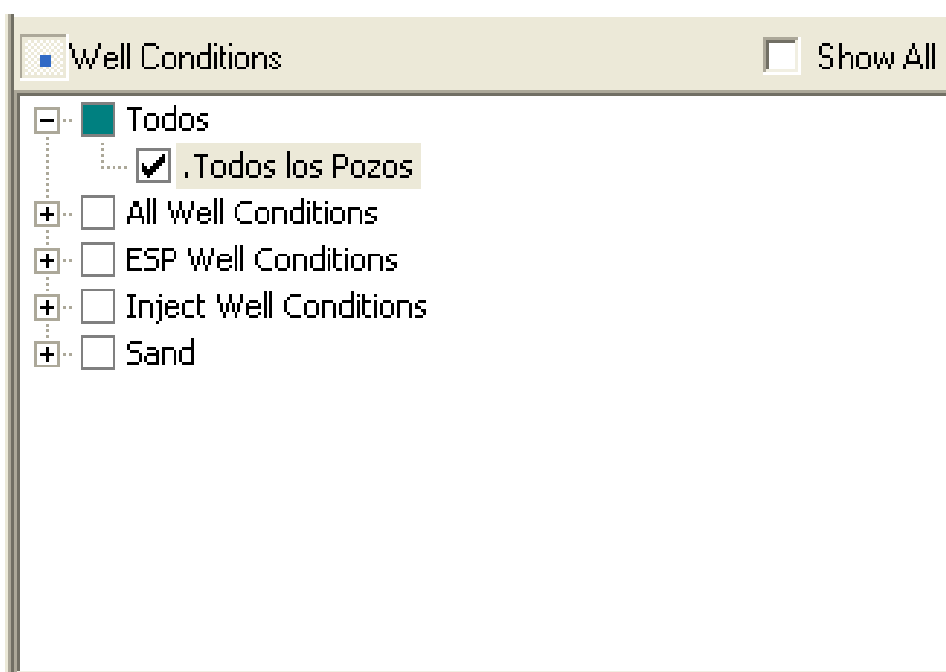 Well Conditions Show All
Todos
.Todos los Pozos
All Well Conditions
ESP Well Conditions
Inject Well Conditions
Sand